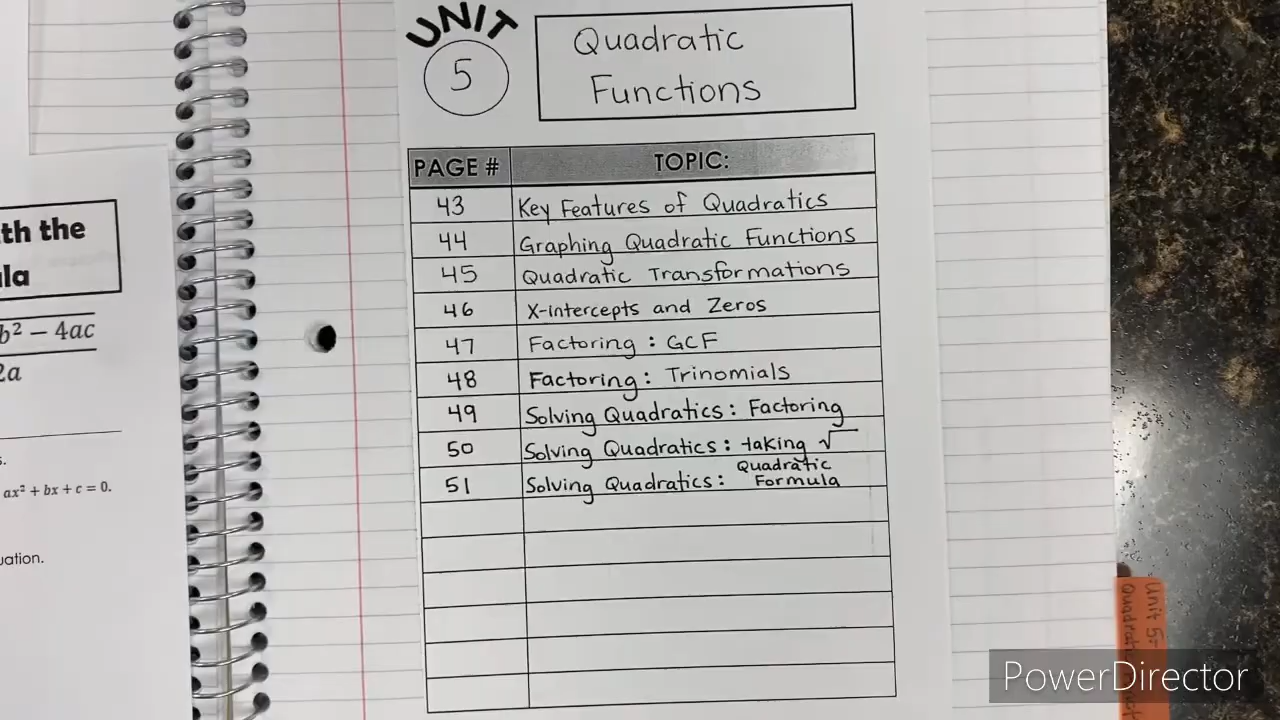 UNIT
5
Quadratic
Functions
PAGE # TOPIC:
43 Key Features of Quadratics
44 Graphing Quadratic Functions
45 Quadratic Transformations
46 X-intercepts and Zeros
47 Factoring : GCF
48 Factoring: Trinomials
49 Solving Quadratics: Factoring
50 Solving Quadratics: taking √
51 Solving Quadratics: Quadratic Formula
th the
la
b² − 4ac
2a
s.
ax² + bx + c = 0.
uation.
Unit 5:
PowerDirector